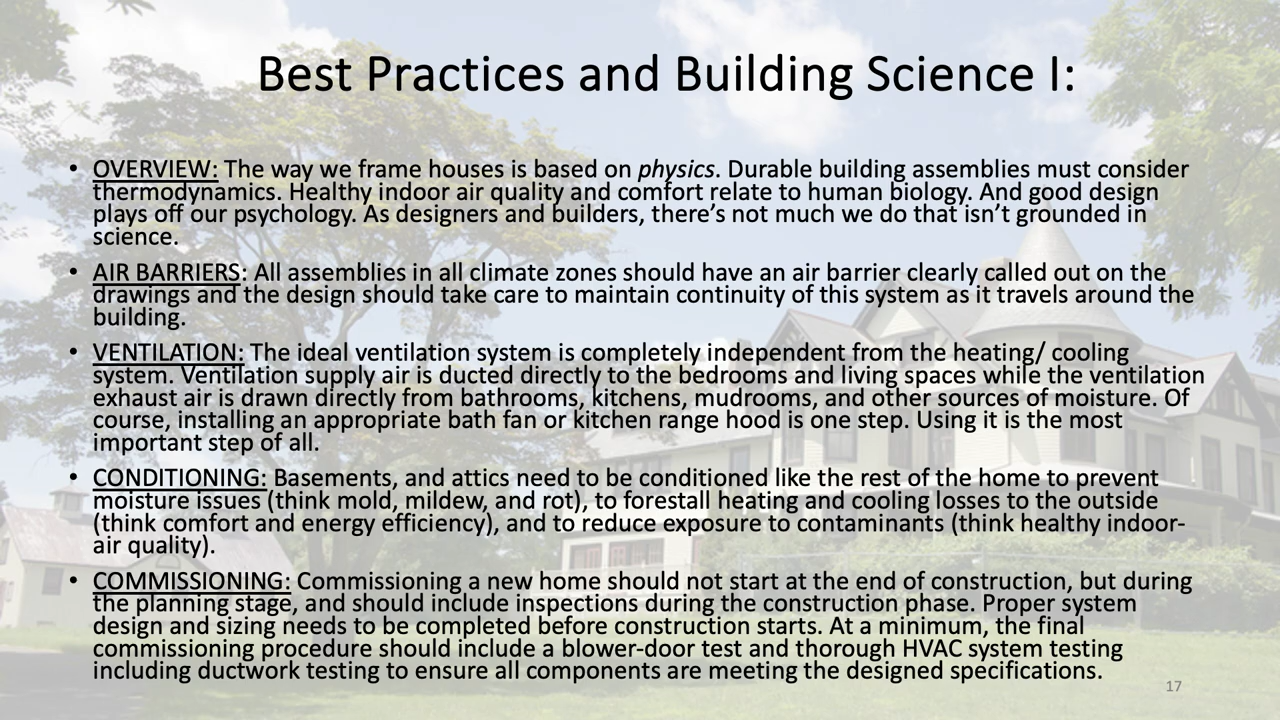 Best Practices and Building Science I:
• OVERVIEW: The way we frame houses is based on physics. Durable building assemblies must consider
thermodynamics. Healthy indoor air quality and comfort relate to human biology. And good design
plays off our psychology. As designers and builders, there’s not much we do that isn’t grounded in
science.
• AIR BARRIERS: All assemblies in all climate zones should have an air barrier clearly called out on the
drawings and the design should take care to maintain continuity of this system as it travels around the
building.
• VENTILATION: The ideal ventilation system is completely independent from the heating/ cooling
system. Ventilation supply air is ducted directly to the bedrooms and living spaces while the ventilation
exhaust air is drawn directly from bathrooms, kitchens, mudrooms, and other sources of moisture. Of
course, installing an appropriate bath fan or kitchen range hood is one step. Using it is the most
important step of all.
• CONDITIONING: Basements, and attics need to be conditioned like the rest of the home to prevent
moisture issues (think mold, mildew, and rot), to forestall heating and cooling losses to the outside
(think comfort and energy efficiency), and to reduce exposure to contaminants (think healthy indoor-
air quality).
• COMMISSIONING: Commissioning a new home should not start at the end of construction, but during
the planning stage, and should include inspections during the construction phase. Proper system
design and sizing needs to be completed before construction starts. At a minimum, the final
commissioning procedure should include a blower-door test and thorough HVAC system testing
including ductwork testing to ensure all components are meeting the designed specifications.
17